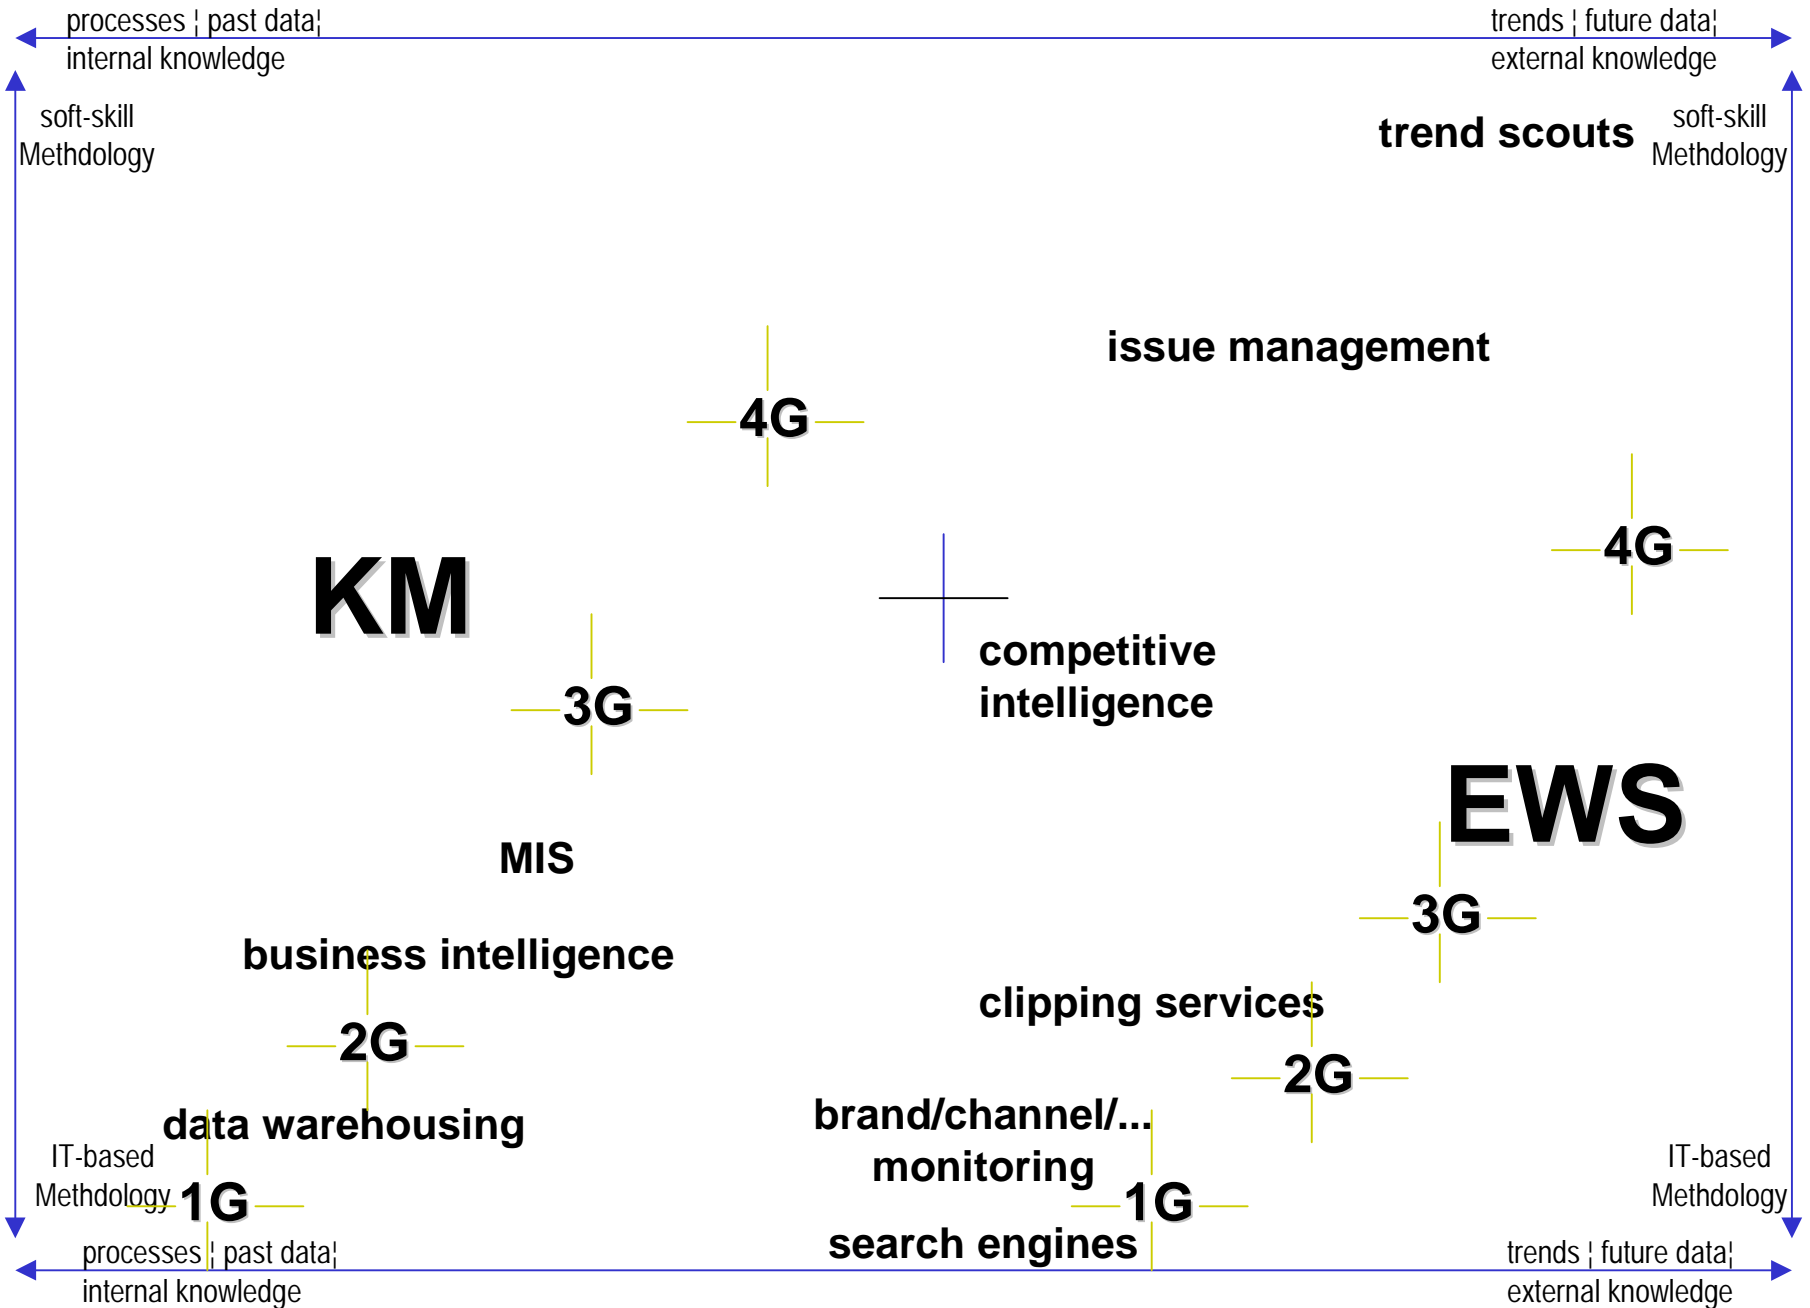 processes ¦ past data¦
internal knowledge
trends ¦ future data¦
external knowledge
soft-skill
Methdology
trend scouts
soft-skill
Methdology
issue management
4G
4G
KM
competitive
intelligence
3G
EWS
MIS
3G
business intelligence
clipping services
2G
2G
data warehousing
brand/channel/...
monitoring
IT-based
Methdology
1G
1G
IT-based
Methdology
search engines
processes ¦ past data¦
internal knowledge
trends ¦ future data¦
external knowledge